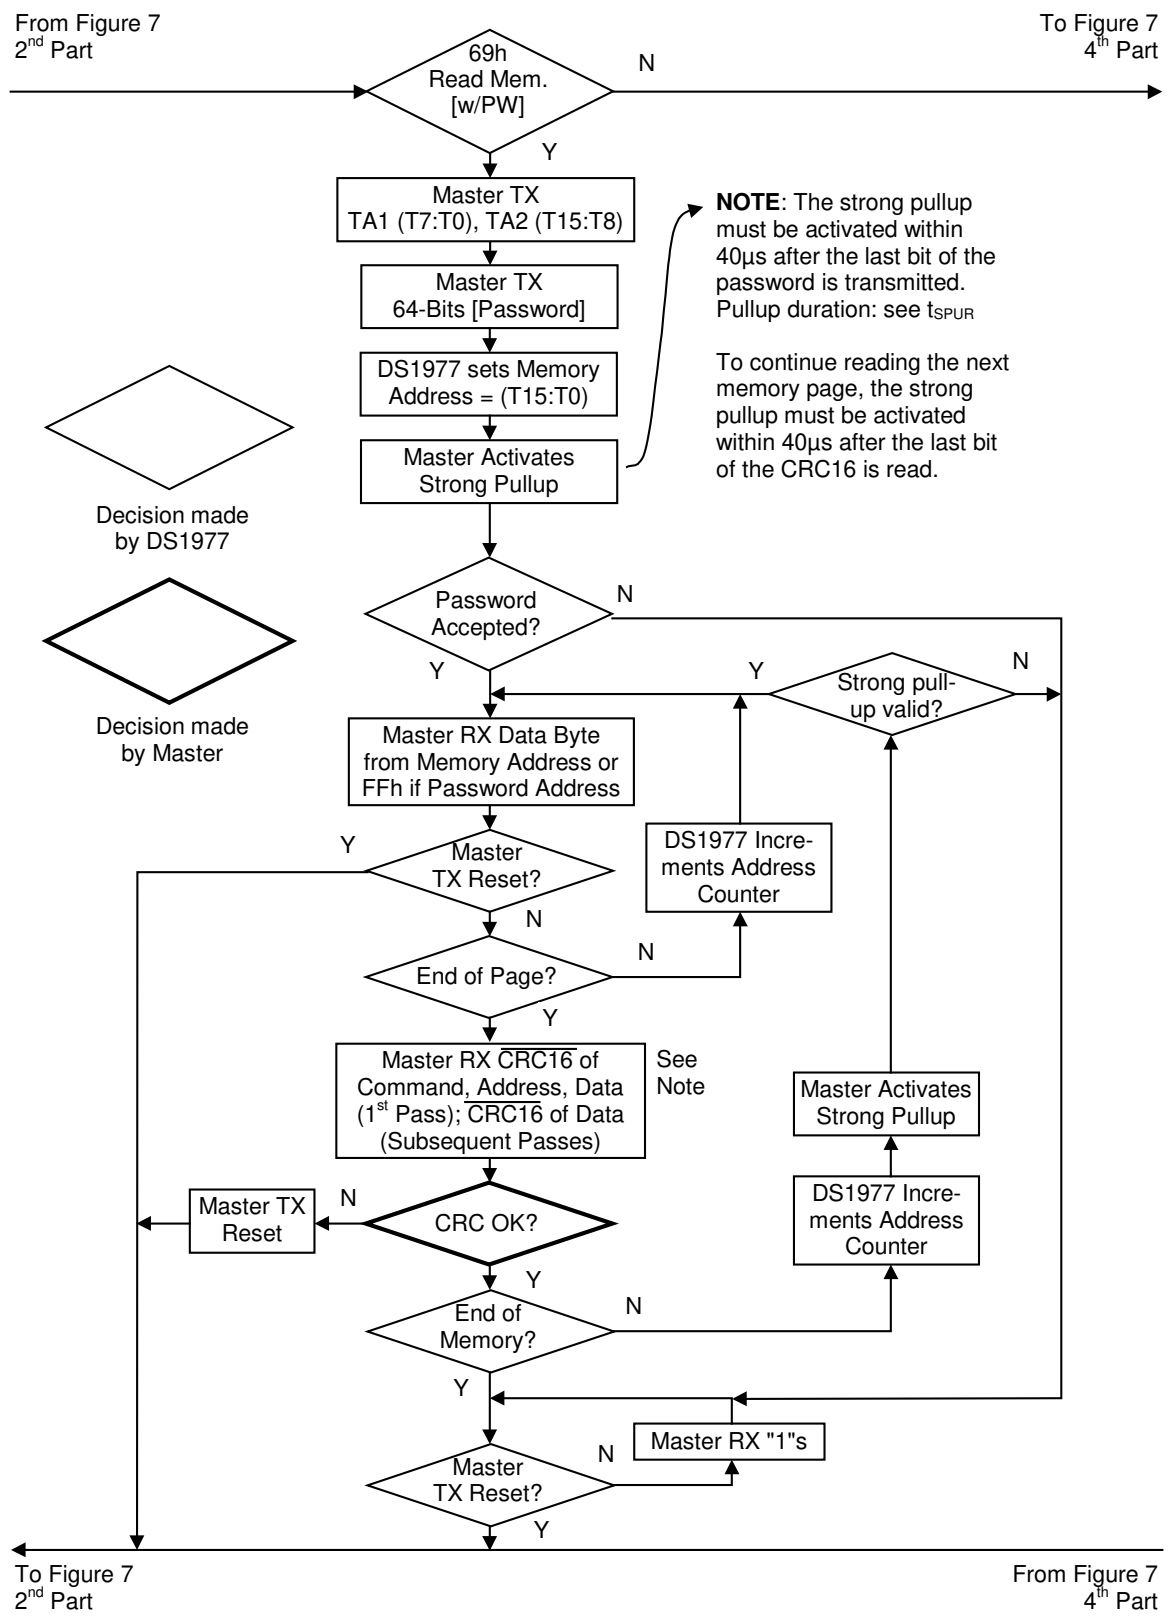 From Figure 7
2nd Part
To Figure 7
4th Part
69h
Read Mem.
[w/PW]
N
Y
Master TX
TA1 (T7:T0), TA2 (T15:T8)
Master TX
64-Bits [Password]
DS1977 sets Memory
Address = (T15:T0)
Master Activates
Strong Pullup
NOTE: The strong pullup
must be activated within
40µs after the last bit of the
password is transmitted.
Pullup duration: see tSPUR
To continue reading the next
memory page, the strong
pullup must be activated
within 40µs after the last bit
of the CRC16 is read.
Decision made
by DS1977
Decision made
by Master
Password
Accepted?
N
Y
Strong pull-
up valid?
Y
N
Master RX Data Byte
from Memory Address or
FFh if Password Address
DS1977 Incre-
ments Address
Counter
Y
Master
TX Reset?
N
End of Page?
N
Y
Master RX CRC16 of
Command, Address, Data
(1st Pass); CRC16 of Data
(Subsequent Passes)
See
Note
Master Activates
Strong Pullup
DS1977 Incre-
ments Address
Counter
Master TX
Reset
N
CRC OK?
Y
End of
Memory?
N
Y
Master RX "1"s
Master
TX Reset?
N
Y
To Figure 7
2nd Part
From Figure 7
4th Part